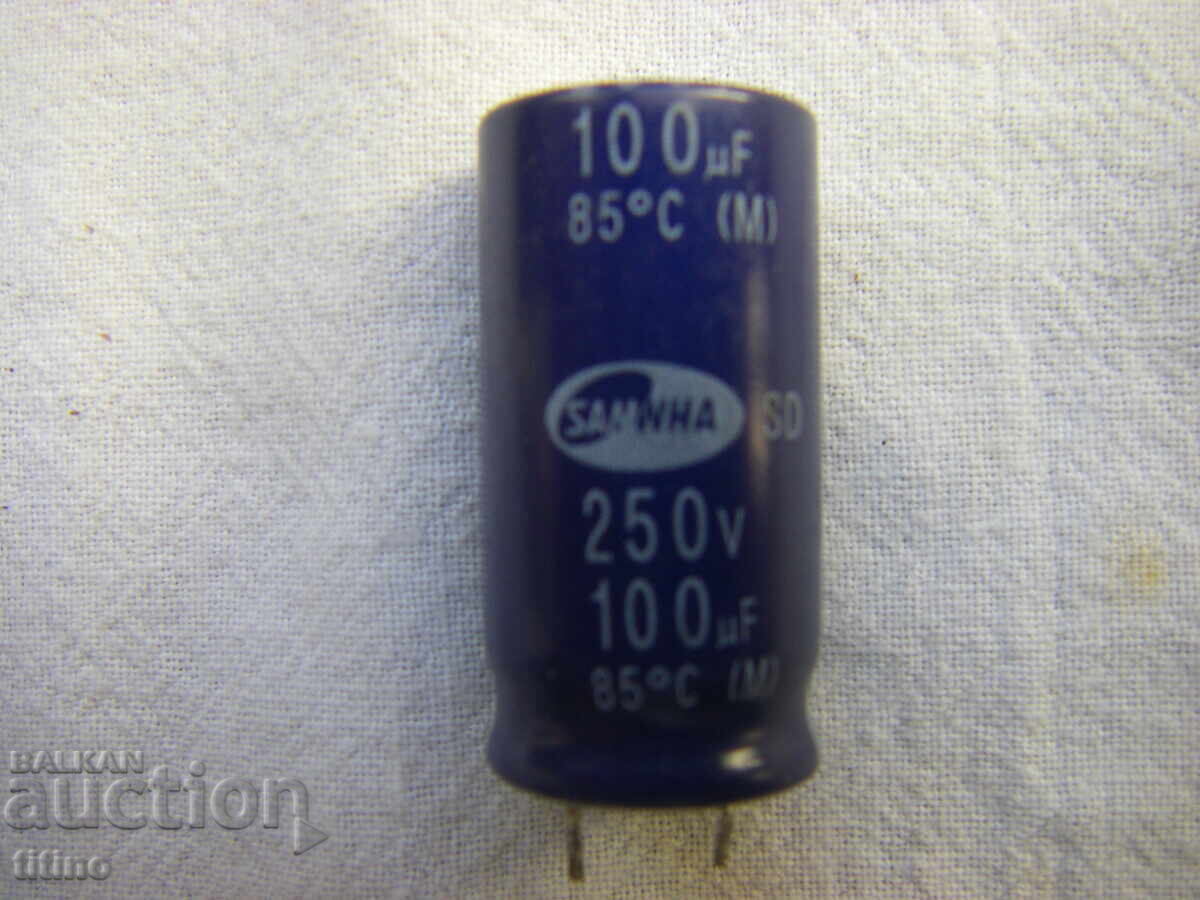 100µF
85°C (M)
SAMWHA SD
250V
100µF
85°C (M)
BALKAN
auction
titino